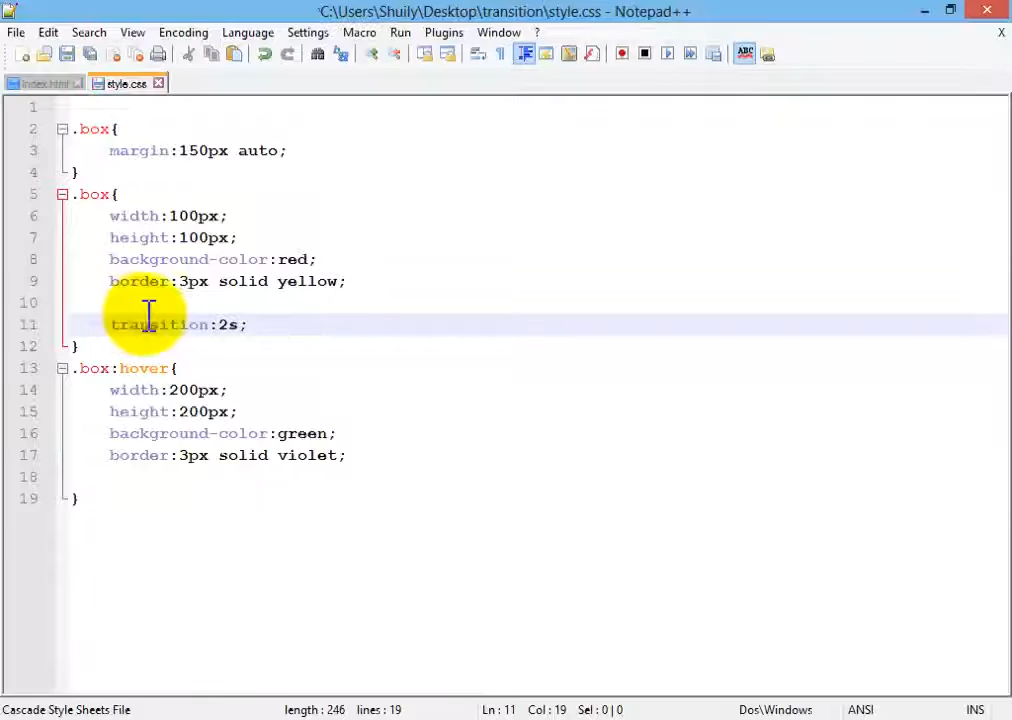 *C:\Users\Shuily\Desktop\transition\style.css - Notepad++
File Edit Search View Encoding Language Settings Macro Run Plugins Window ? X
index.html style.css
1
2 .box{
3 margin:150px auto;
4 }
5 .box{
6 width:100px;
7 height:100px;
8 background-color:red;
9 border:3px solid yellow;
10
11 transition:2s;
12 }
13 .box:hover{
14 width:200px;
15 height:200px;
16 background-color:green;
17 border:3px solid violet;
18
19 }
Cascade Style Sheets File length : 246 lines : 19 Ln : 11 Col : 19 Sel : 0 | 0 Dos\Windows ANSI INS